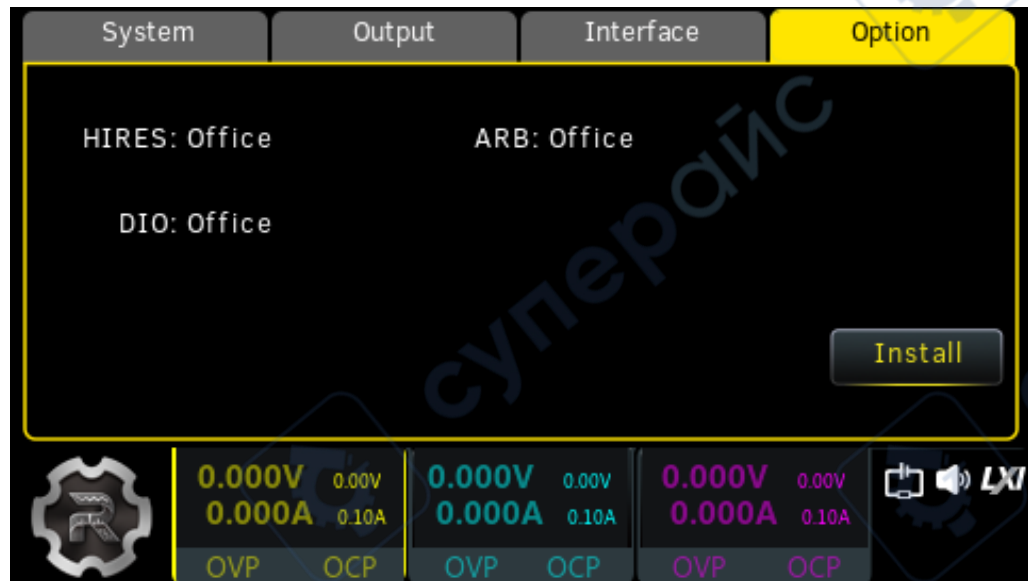 System Output Interface Option
HIRES: Office ARB: Office
DIO: Office
суперайс
Install
0.000V 0.00V 0.000V 0.00V 0.000V 0.00V
0.000A 0.10A 0.000A 0.10A 0.000A 0.10A
LXI
OVP OCP OVP OCP OVP OCP
R